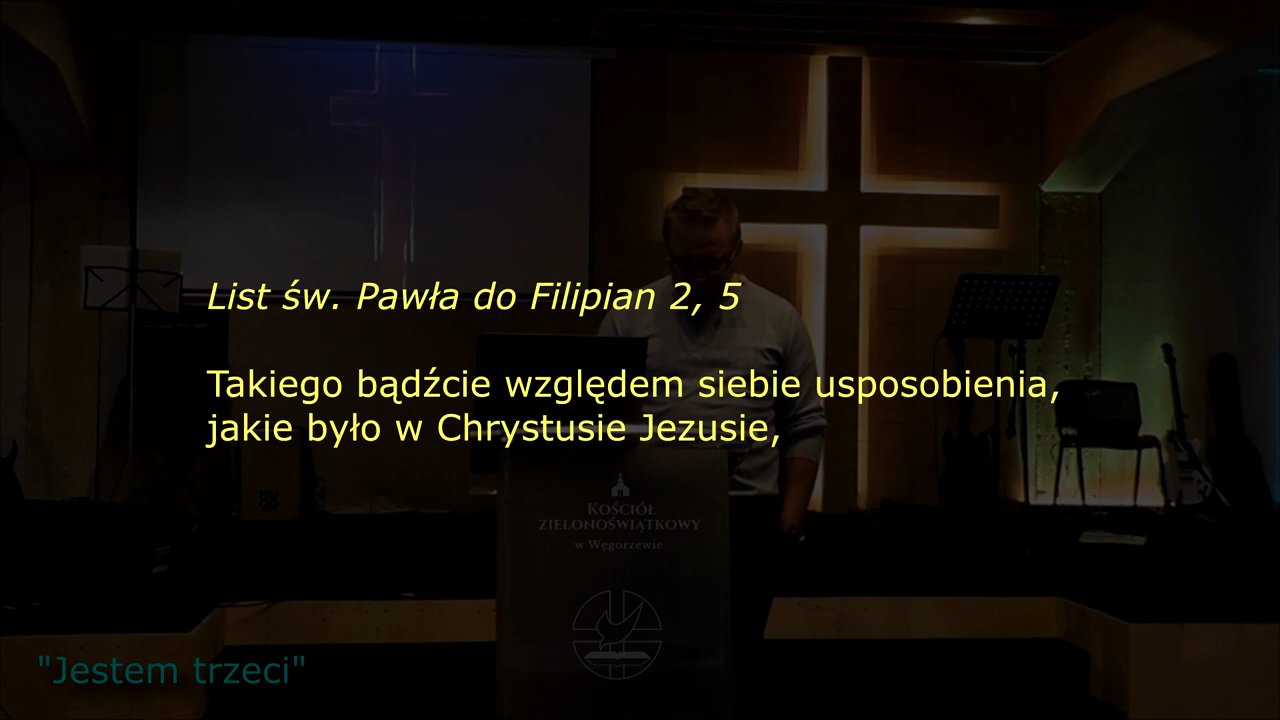 List św. Pawła do Filipian 2, 5
Takiego bądźcie względem siebie usposobienia,
jakie było w Chrystusie Jezusie,
Kościół
zielonoświątkowy
w Węgorzewie
"Jestem trzeci"